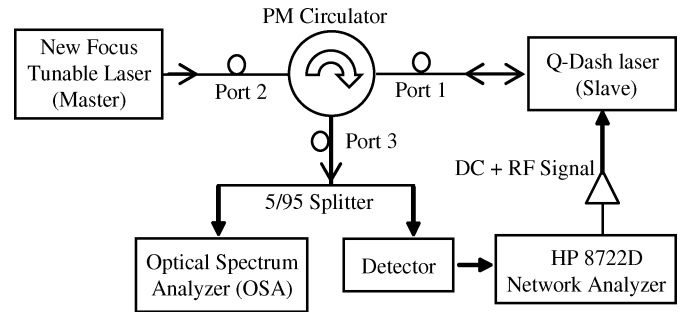 PM Circulator
New Focus
Tunable Laser
(Master)
Port 2
Port 1
Q-Dash laser
(Slave)
Port 3
DC + RF Signal
5/95 Splitter
Optical Spectrum
Analyzer (OSA)
Detector
HP 8722D
Network Analyzer